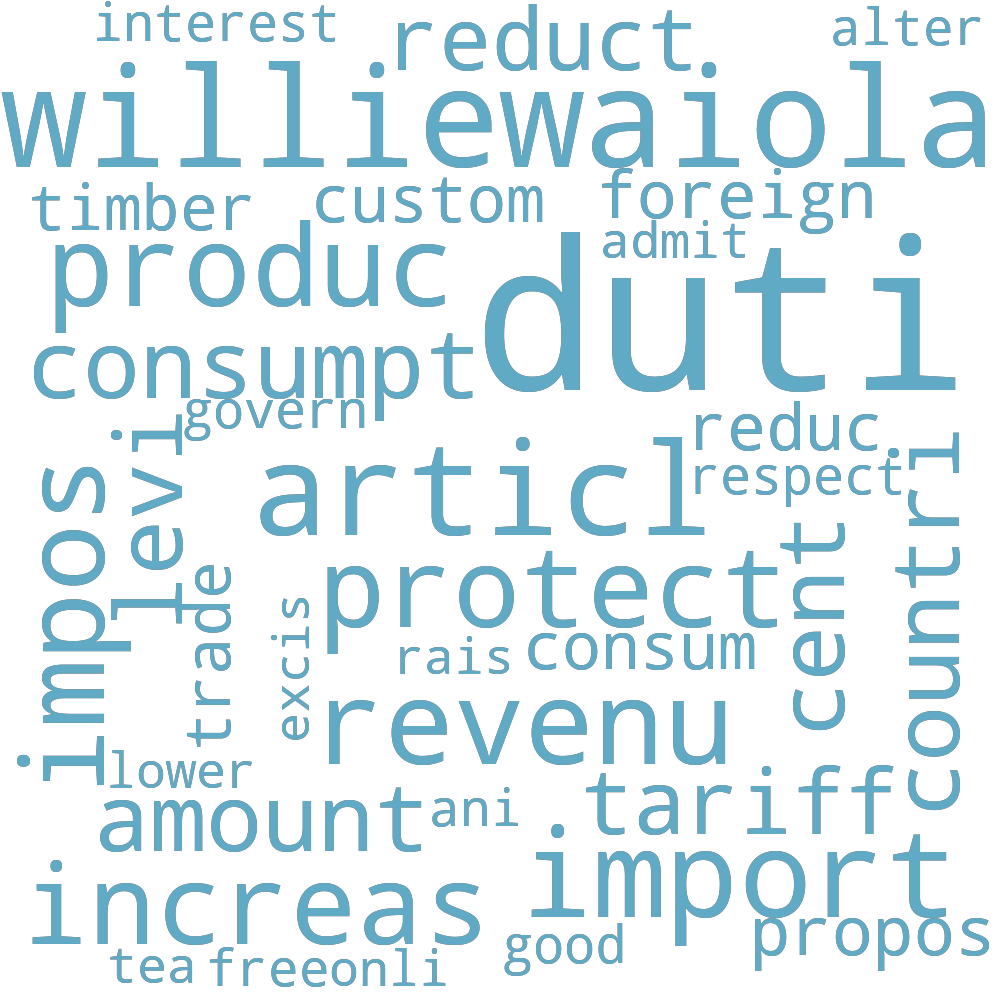 interest
reduct
alter
williewaiola
timber
custom
foreign
produc
admit
duti
consumpt
govern
reduc
levi
articl
respect
countri
impos
cent
protect
trade
excis
rais
consum
revenu
lower
tariff
amount
ani
import
increas
propos
good
tea
freeonli